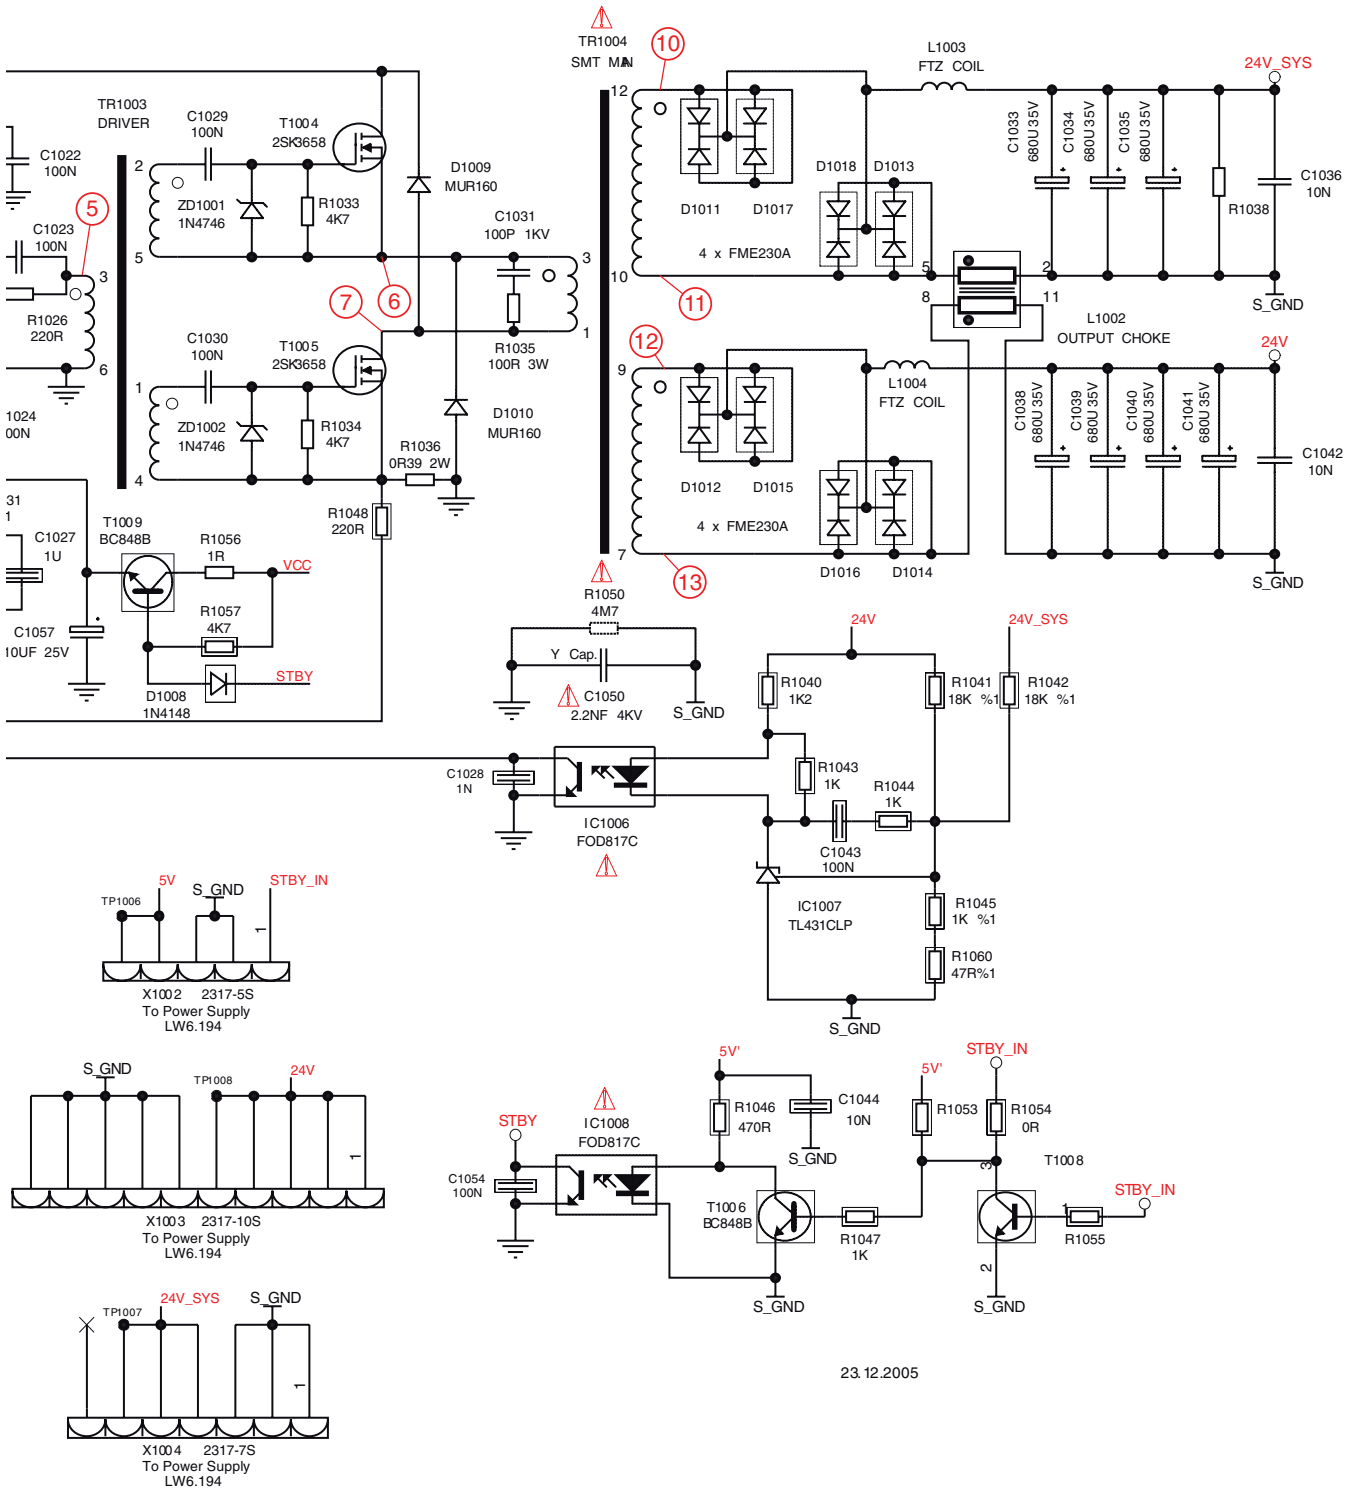 TR1004
SMT MAIN
10
12
L1003
FTZ COIL
24V_SYS
TR1003
DRIVER
C1029
100N
T1004
2SK3658
C1033
680U 35V
C1034
680U 35V
C1035
680U 35V
C1022
100N
2
D1009
MUR160
D1018
D1013
C1036
10N
ZD1001
1N4746
R1033
4K7
R1038
5
C1023
100N
C1031
100P 1KV
D1011
D1017
5
3
3
4 x FME230A
10
5
2
6
7
11
8
11
S_GND
R1026
220R
1
L1002
OUTPUT CHOKE
C1030
100N
T1005
2SK3658
R1035
100R 3W
12
24V
6
9
L1004
FTZ COIL
1
C1038
680U 35V
C1039
680U 35V
C1040
680U 35V
C1041
680U 35V
1024
00N
ZD1002
1N4746
R1034
4K7
D1010
MUR160
R1036
0R39 2W
C1042
10N
4
D1012
D1015
31
1
R1048
220R
4 x FME230A
T1009
BC848B
C1027
1U
R1056
1R
7
VCC
13
D1016
D1014
S_GND
R1050
4M7
R1057
4K7
24V
24V_SYS
C1057
10UF 25V
Y Cap.
STBY
R1040
1K2
R1041
18K %1
R1042
18K %1
D1008
1N4148
C1050
2.2NF 4KV
S_GND
C1028
1N
R1043
1K
R1044
1K
IC1006
FOD817C
C1043
100N
5V
S_GND
STBY_IN
TP1006
1
IC1007
TL431CLP
R1045
1K %1
R1060
47R%1
X1002 2317-5S
To Power Supply
LW6.194
S_GND
S_GND
TP1008
24V
5V'
5V'
STBY_IN
STBY
IC1008
FOD817C
R1046
470R
C1044
10N
R1053
R1054
0R
1
C1054
100N
S_GND
3
T1008
STBY_IN
X1003 2317-10S
To Power Supply
LW6.194
T1006
BC848B
R1047
1K
1
R1055
2
TP1007
24V_SYS
S_GND
S_GND
S_GND
1
23.12.2005
X1004 2317-7S
To Power Supply
LW6.194